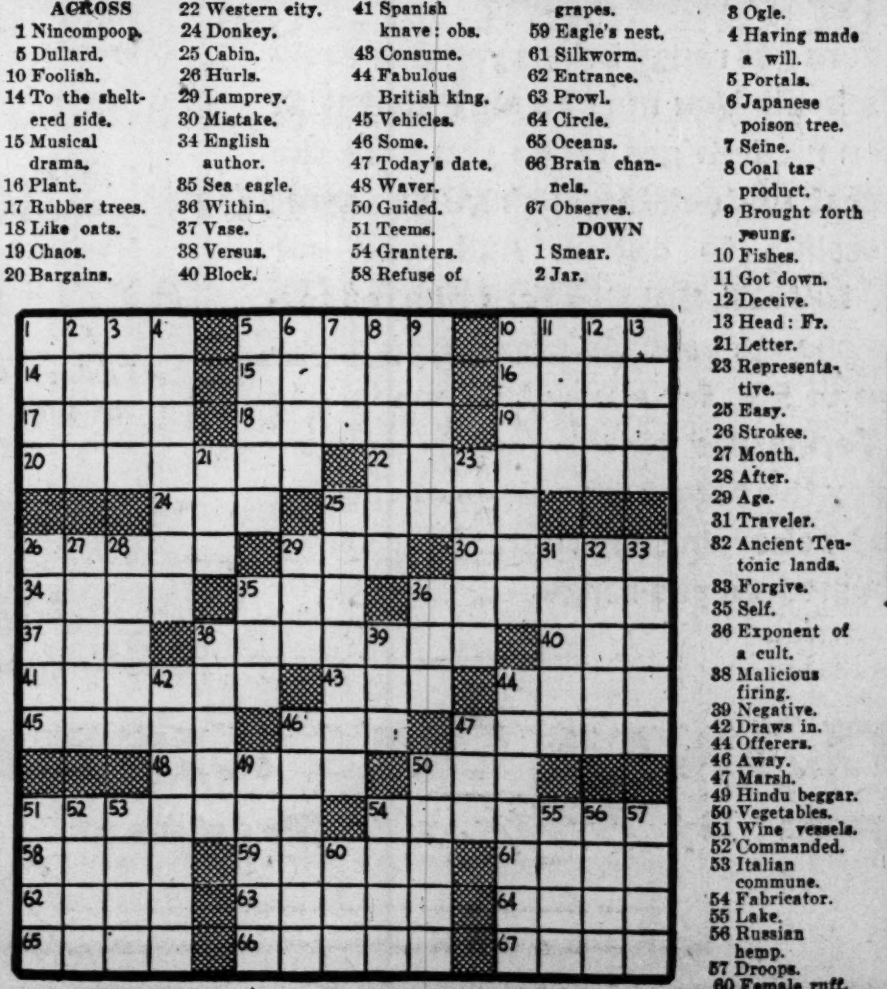 ACROSS
1 Nincompoop.
5 Dullard.
10 Foolish.
14 To the shelt-
ered side.
15 Musical
drama.
16 Plant.
17 Rubber trees.
18 Like oats.
19 Chaos.
20 Bargains.
22 Western city.
24 Donkey.
25 Cabin.
26 Hurls.
29 Lamprey.
30 Mistake.
34 English
author.
35 Sea eagle.
36 Within.
37 Vase.
38 Versus.
40 Block.
41 Spanish
knave: obs.
43 Consume.
44 Fabulous
British king.
45 Vehicles.
46 Some.
47 Today's date.
48 Waver.
50 Guided.
51 Teems.
54 Granters.
58 Refuse of
grapes.
59 Eagle's nest.
61 Silkworm.
62 Entrance.
63 Prowl.
64 Circle.
65 Oceans.
66 Brain chan-
nels.
67 Observes.
DOWN
1 Smear.
2 Jar.
3 Ogle.
4 Having made
a will.
5 Portals.
6 Japanese
poison tree.
7 Seine.
8 Coal tar
product.
9 Brought forth
young.
10 Fishes.
11 Got down.
12 Deceive.
13 Head: Fr.
21 Letter.
23 Representa-
tive.
25 Easy.
26 Strokes.
27 Month.
28 After.
29 Age.
31 Traveler.
32 Ancient Teu-
tonic lands.
33 Forgive.
35 Self.
36 Exponent of
a cult.
38 Malicious
firing.
39 Negative.
42 Draws in.
44 Offerers.
46 Away.
47 Marsh.
49 Hindu beggar.
50 Vegetables.
51 Wine vessels.
52 Commanded.
53 Italian
commune.
54 Fabricator.
55 Lake.
56 Russian
hemp.
57 Droops.
60 Female ruff.
1 2 3 4 5 6 7 8 9 10 11 12 13
14 15 16
17 18 19
20 21 22 23
24 25
26 27 28 29 30 31 32 33
34 35 36
37 38 39 40
41 42 43 44
45 46 47
48 49 50
51 52 53 54 55 56 57
58 59 60 61
62 63 64
65 66 67